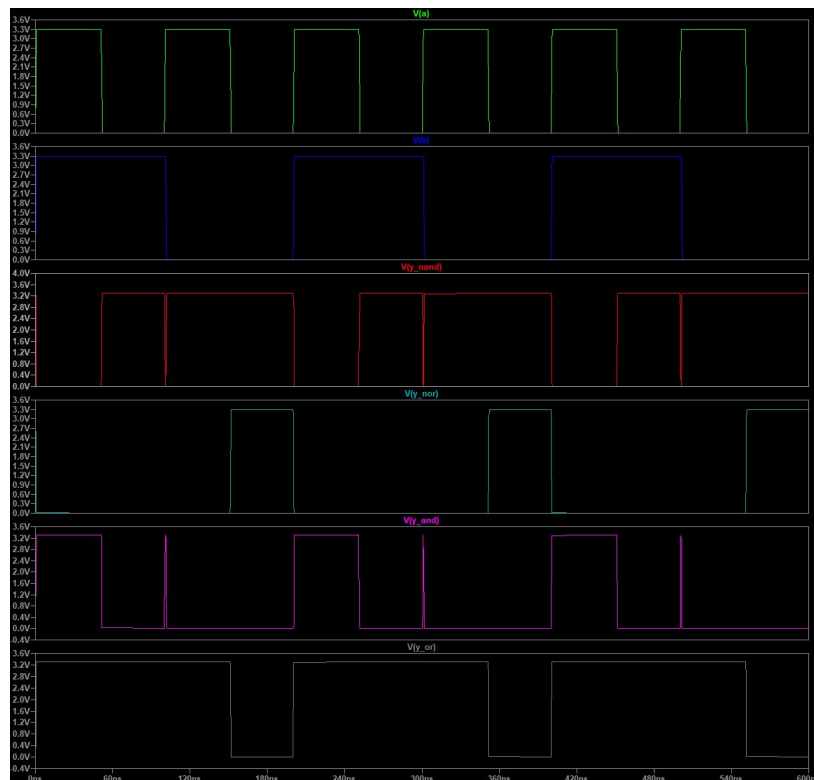 V(a)
3.6V
3.3V
3.0V
2.7V
2.4V
2.1V
1.8V
1.5V
1.2V
0.9V
0.6V
0.3V
0.0V
V(b)
3.6V
3.3V
3.0V
2.7V
2.4V
2.1V
1.8V
1.5V
1.2V
0.9V
0.6V
0.3V
0.0V
V(y_nand)
4.0V
3.6V
3.2V
2.8V
2.4V
2.0V
1.6V
1.2V
0.8V
0.4V
0.0V
V(y_nor)
3.6V
3.3V
3.0V
2.7V
2.4V
2.1V
1.8V
1.5V
1.2V
0.9V
0.6V
0.3V
0.0V
V(y_and)
3.6V
3.2V
2.8V
2.4V
2.0V
1.6V
1.2V
0.8V
0.4V
0.0V
-0.4V
V(y_or)
3.6V
3.2V
2.8V
2.4V
2.0V
1.6V
1.2V
0.8V
0.4V
0.0V
-0.4V
0ns 60ns 120ns 180ns 240ns 300ns 360ns 420ns 480ns 540ns